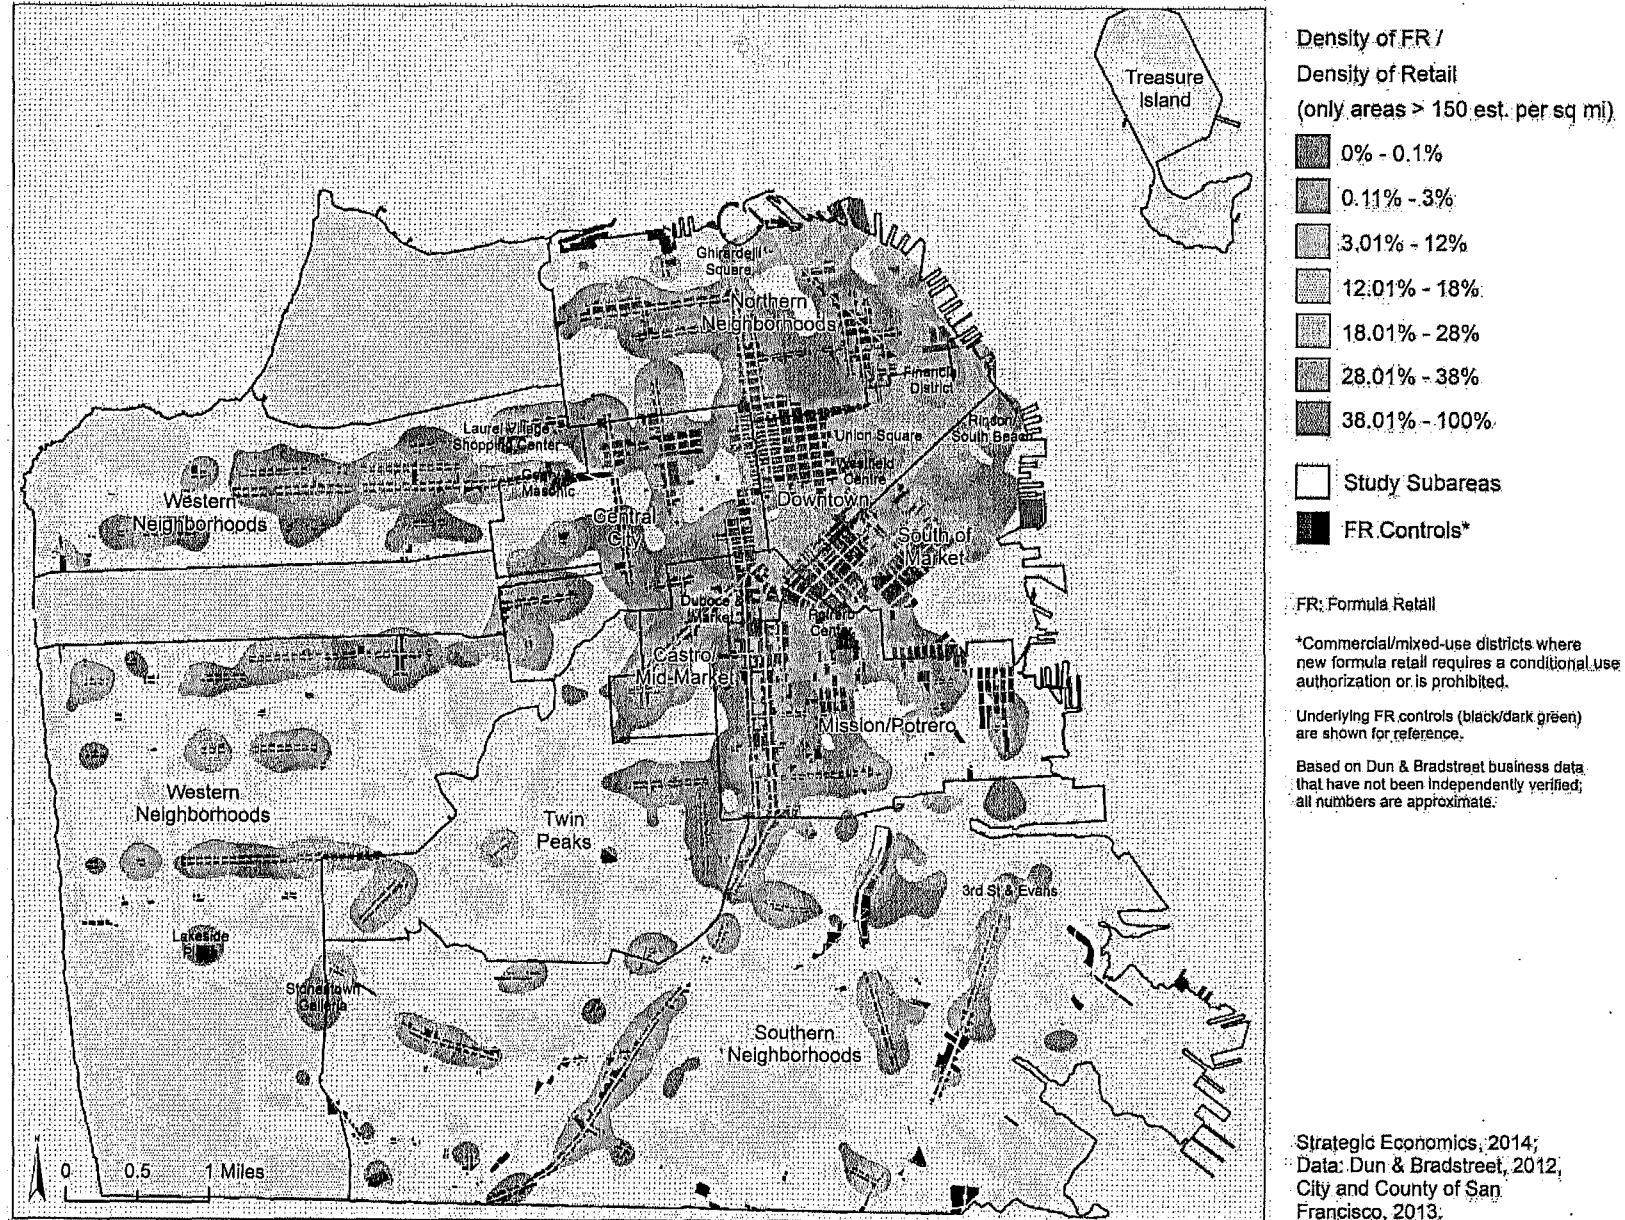 Density of FR /
Density of Retail
(only areas > 150 est. per sq mi)
0% - 0.1%
0.11% - 3%
3.01% - 12%
12.01% - 18%
18.01% - 28%
28.01% - 38%
38.01% - 100%
Study Subareas
FR Controls*
FR: Formula Retail
*Commercial/mixed-use districts where
new formula retail requires a conditional use
authorization or is prohibited.
Underlying FR controls (black/dark green)
are shown for reference.
Based on Dun & Bradstreet business data
that have not been independently verified;
all numbers are approximate.
Strategic Economics, 2014;
Data: Dun & Bradstreet, 2012,
City and County of San
Francisco, 2013.
Treasure
Island
Ghirardelli
Square
Northern
Neighborhoods
Financial
District
Laurel Village
Shopping Center
Rincon/
South Beach
Union Square
Westfield
Centre
Masonic
Western
Neighborhoods
Downtown
Central
City
South of
Market
Duboce &
Market
Potrero
Center
Castro/
Mid-Market
Mission/Potrero
Western
Neighborhoods
Twin
Peaks
3rd St & Evans
Lakeside
Stonestown
Galleria
Southern
Neighborhoods
N
0 0.5 1 Miles